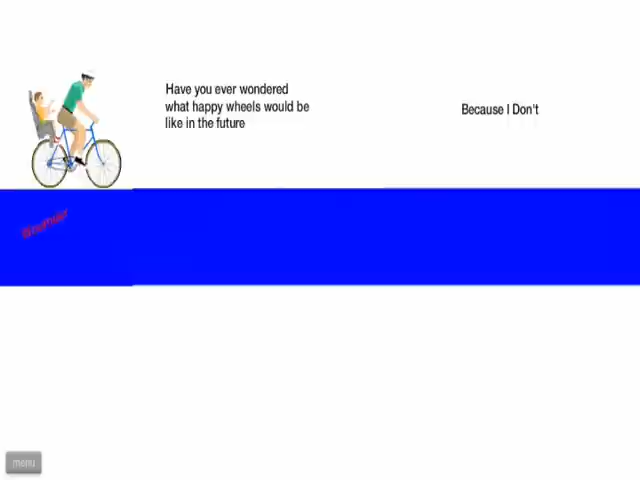 Have you ever wondered
what happy wheels would be
like in the future
Because I Don't
menu